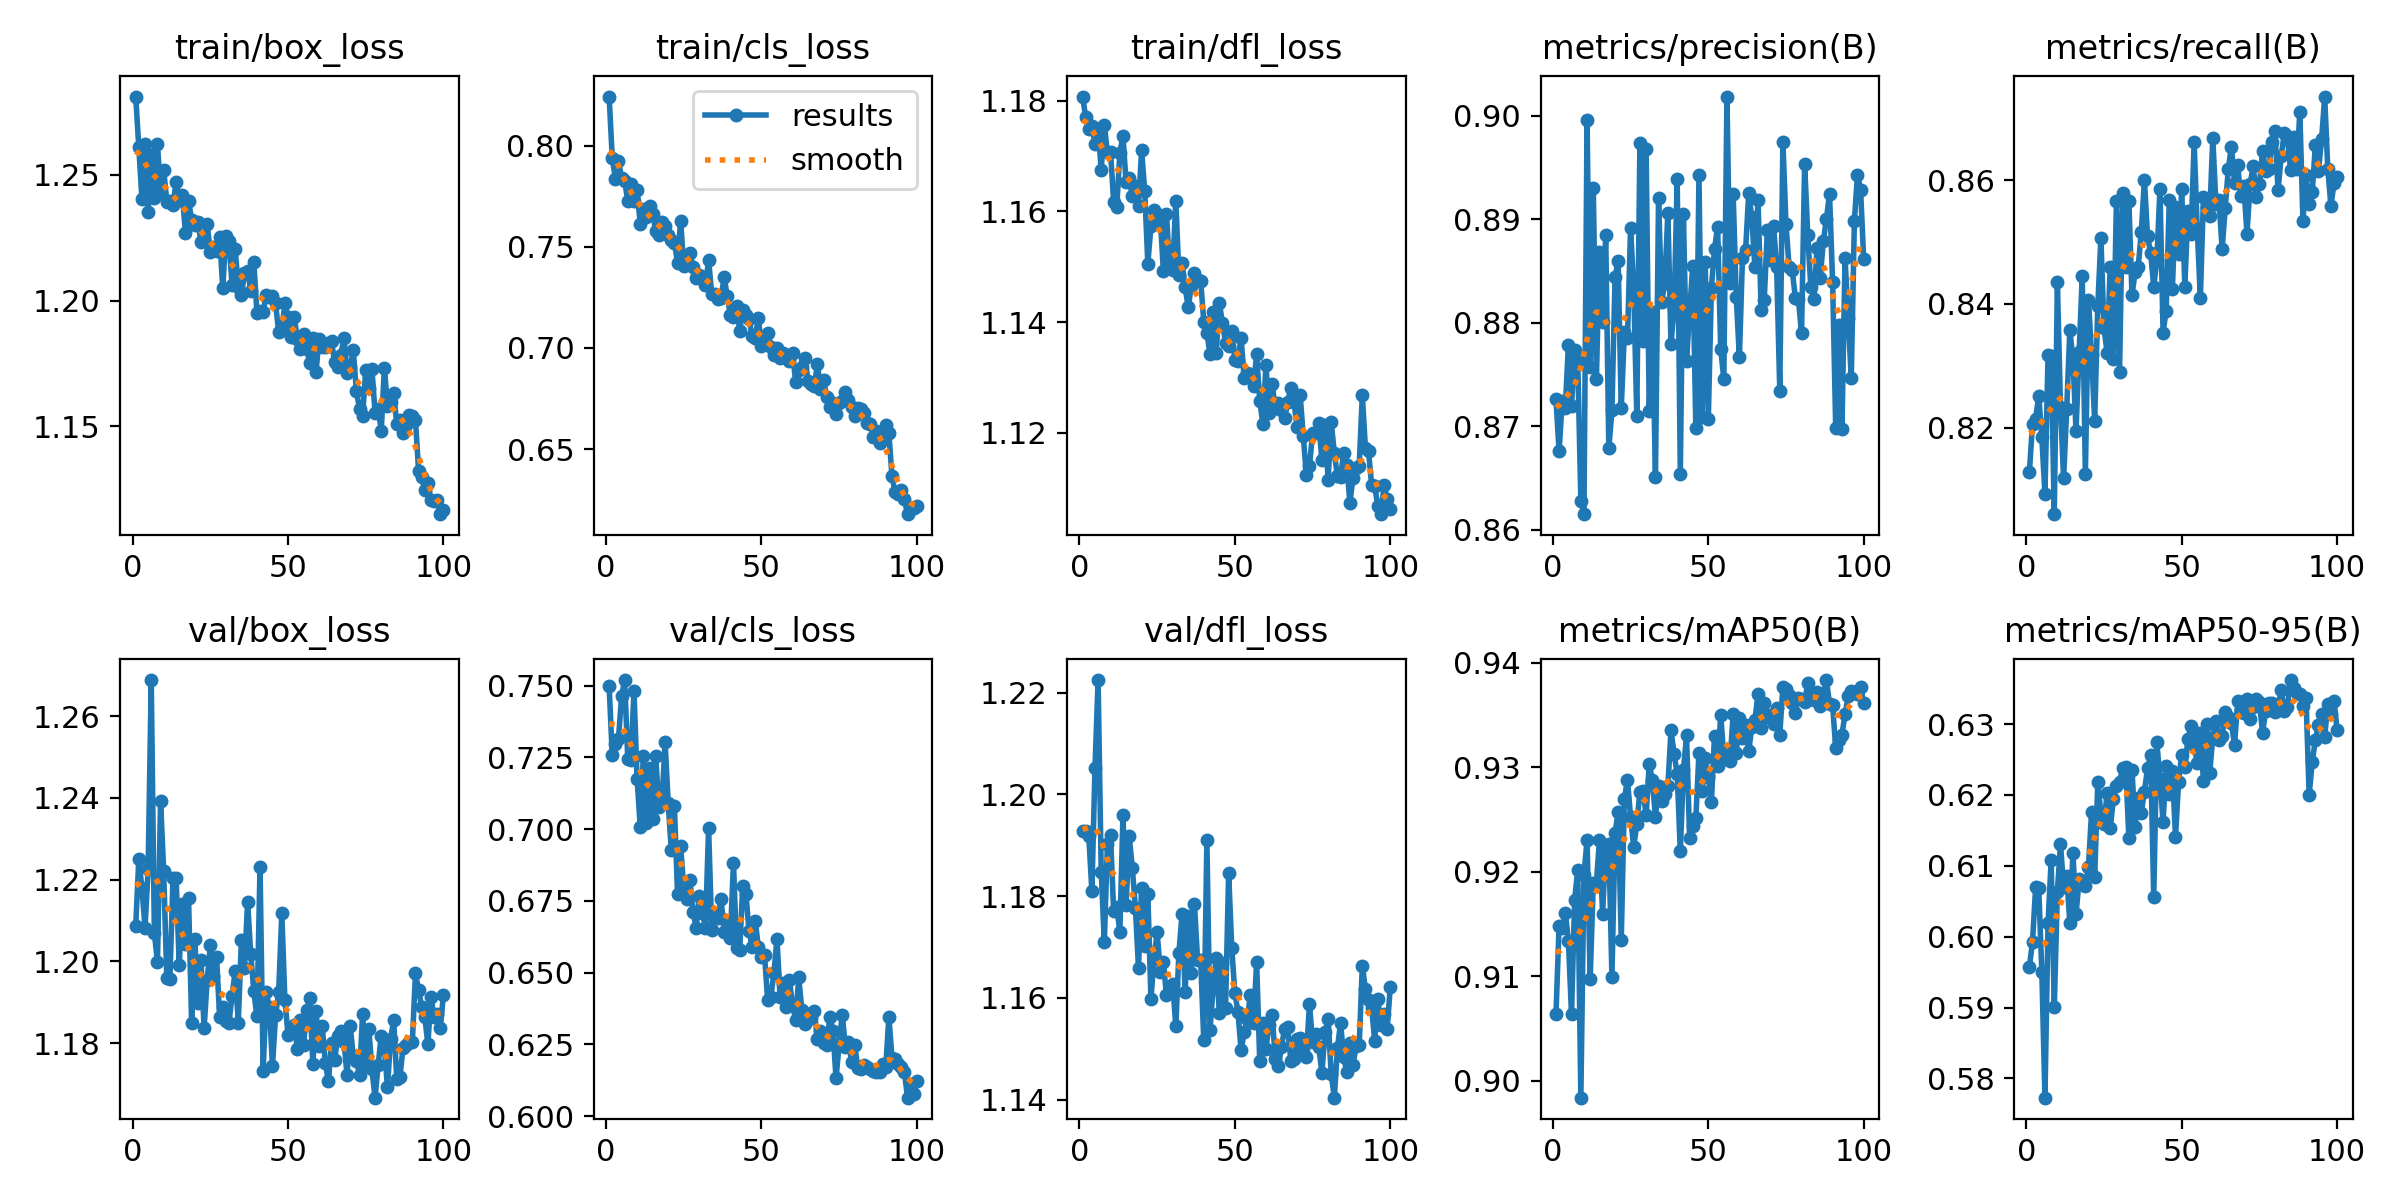 train/box_loss
train/cls_loss
train/dfl_loss
metrics/precision(B)
metrics/recall(B)
1.25
1.20
1.15
0 50 100
0.80
0.75
0.70
0.65
0 50 100
results
smooth
1.18
1.16
1.14
1.12
0 50 100
0.90
0.89
0.88
0.87
0.86
0 50 100
0.86
0.84
0.82
0 50 100
val/box_loss
val/cls_loss
val/dfl_loss
metrics/mAP50(B)
metrics/mAP50-95(B)
1.26
1.24
1.22
1.20
1.18
0 50 100
0.750
0.725
0.700
0.675
0.650
0.625
0.600
0 50 100
1.22
1.20
1.18
1.16
1.14
0 50 100
0.94
0.93
0.92
0.91
0.90
0 50 100
0.63
0.62
0.61
0.60
0.59
0.58
0 50 100